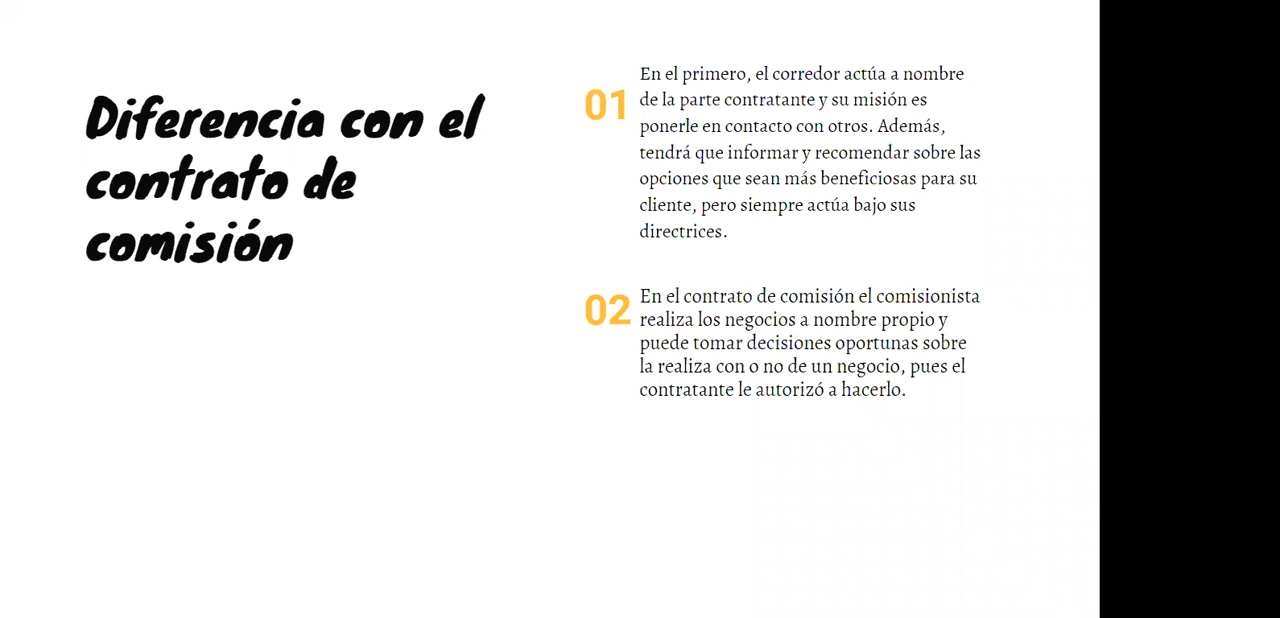 Diferencia con el
contrato de
comisión
01
En el primero, el corredor actúa a nombre
de la parte contratante y su misión es
ponerle en contacto con otros. Además,
tendrá que informar y recomendar sobre las
opciones que sean más beneficiosas para su
cliente, pero siempre actúa bajo sus
directrices.
02
En el contrato de comisión el comisionista
realiza los negocios a nombre propio y
puede tomar decisiones oportunas sobre
la realiza con o no de un negocio, pues el
contratante le autorizó a hacerlo.